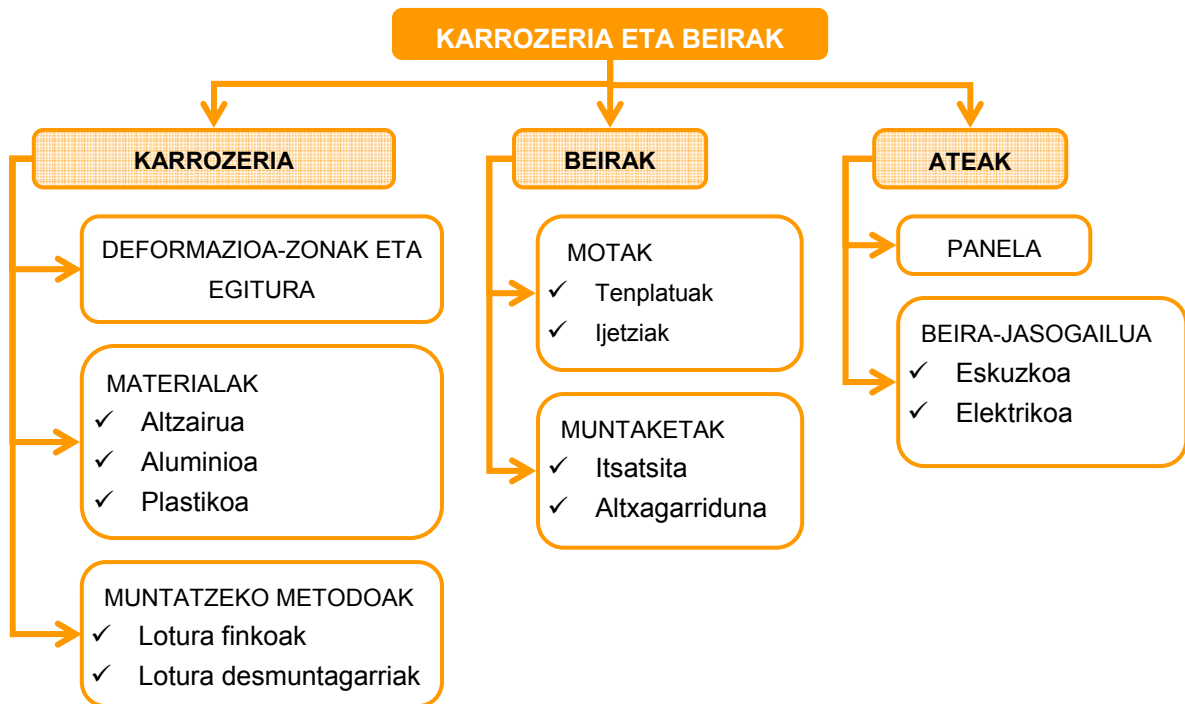 KARROZERIA ETA BEIRAK
KARROZERIA
DEFORMAZIOA-ZONAK ETA
EGITURA
MATERIALAK
✓ Altzairua
✓ Aluminioa
✓ Plastikoa
MUNTATZEKO METODOAK
✓ Lotura finkoak
✓ Lotura desmuntagarriak
BEIRAK
MOTAK
✓ Tenplatuak
✓ Ijetziak
MUNTAKETAK
✓ Itsatsita
✓ Altxagarriduna
ATEAK
PANELA
BEIRA-JASOGAILUA
✓ Eskuzkoa
✓ Elektrikoa